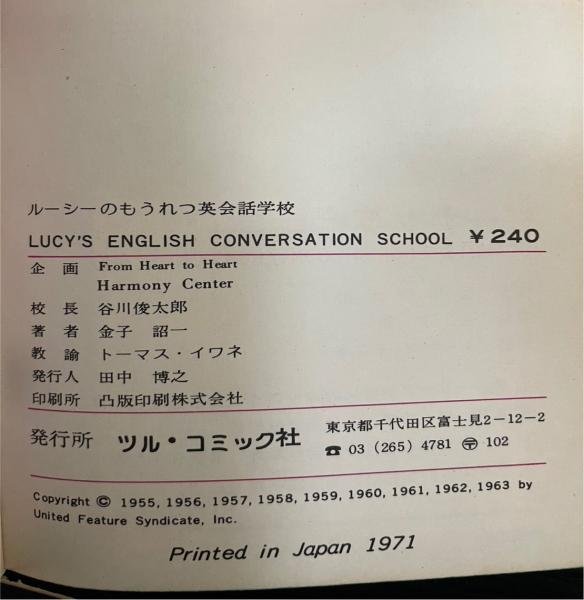 ルーシーのもうれつ英会話学校
LUCY'S ENGLISH CONVERSATION SCHOOL ¥240
企画 From Heart to Heart
Harmony Center
校長 谷川俊太郎
著者 金子 詔一
教諭 トーマス・イワネ
発行人 田中 博之
印刷所 凸版印刷株式会社
発行所 ツル・コミック社 東京都千代田区富士見2-12-2
☎ 03 (265) 4781 〶 102
Copyright © 1955, 1956, 1957, 1958, 1959, 1960, 1961, 1962, 1963 by
United Feature Syndicate, Inc.
Printed in Japan 1971